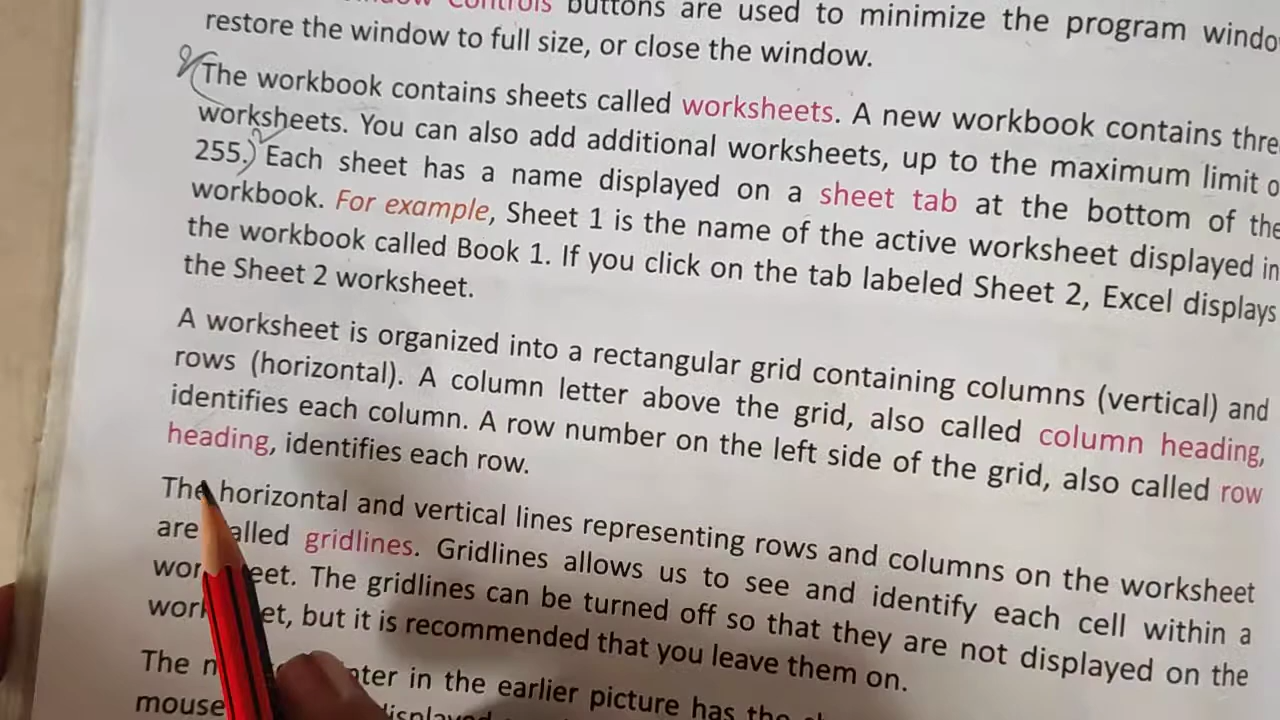 Controls buttons are used to minimize the program
restore the window to full size, or close the window.
The workbook contains sheets called worksheets. A new workbook contains
worksheets. You can also add additional worksheets, up to the maximum limit
255. Each sheet has a name displayed on a sheet tab at the bottom of the
workbook. For example, Sheet 1 is the name of the active worksheet displayed in
the workbook called Book 1. If you click on the tab labeled Sheet 2, Excel displays
the Sheet 2 worksheet.
A worksheet is organized into a rectangular grid containing columns (vertical) and
rows (horizontal). A column letter above the grid, also called column heading,
identifies each column. A row number on the left side of the grid, also called row
heading, identifies each row.
The horizontal and vertical lines representing rows and columns on the worksheet
are called gridlines. Gridlines allows us to see and identify each cell within a
The gridlines can be turned off so that they are not displayed on the
but it is recommended that you leave them on.
The in the earlier picture has the
mouse